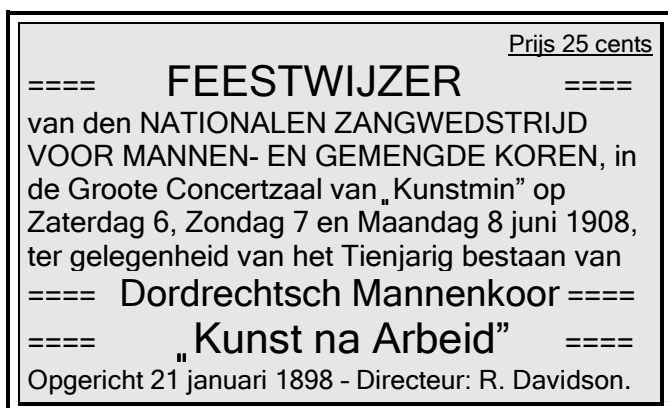 Prijs 25 cents
==== FEESTWIJZER ====
van den NATIONALEN ZANGWEDSTRIJD
VOOR MANNEN- EN GEMENGDE KOREN, in
de Groote Concertzaal van „Kunstmin” op
Zaterdag 6, Zondag 7 en Maandag 8 juni 1908,
ter gelegenheid van het Tienjarig bestaan van
==== Dordrechtsch Mannenkoor ====
==== „Kunst na Arbeid” ====
Opgericht 21 januari 1898 – Directeur: R. Davidson.